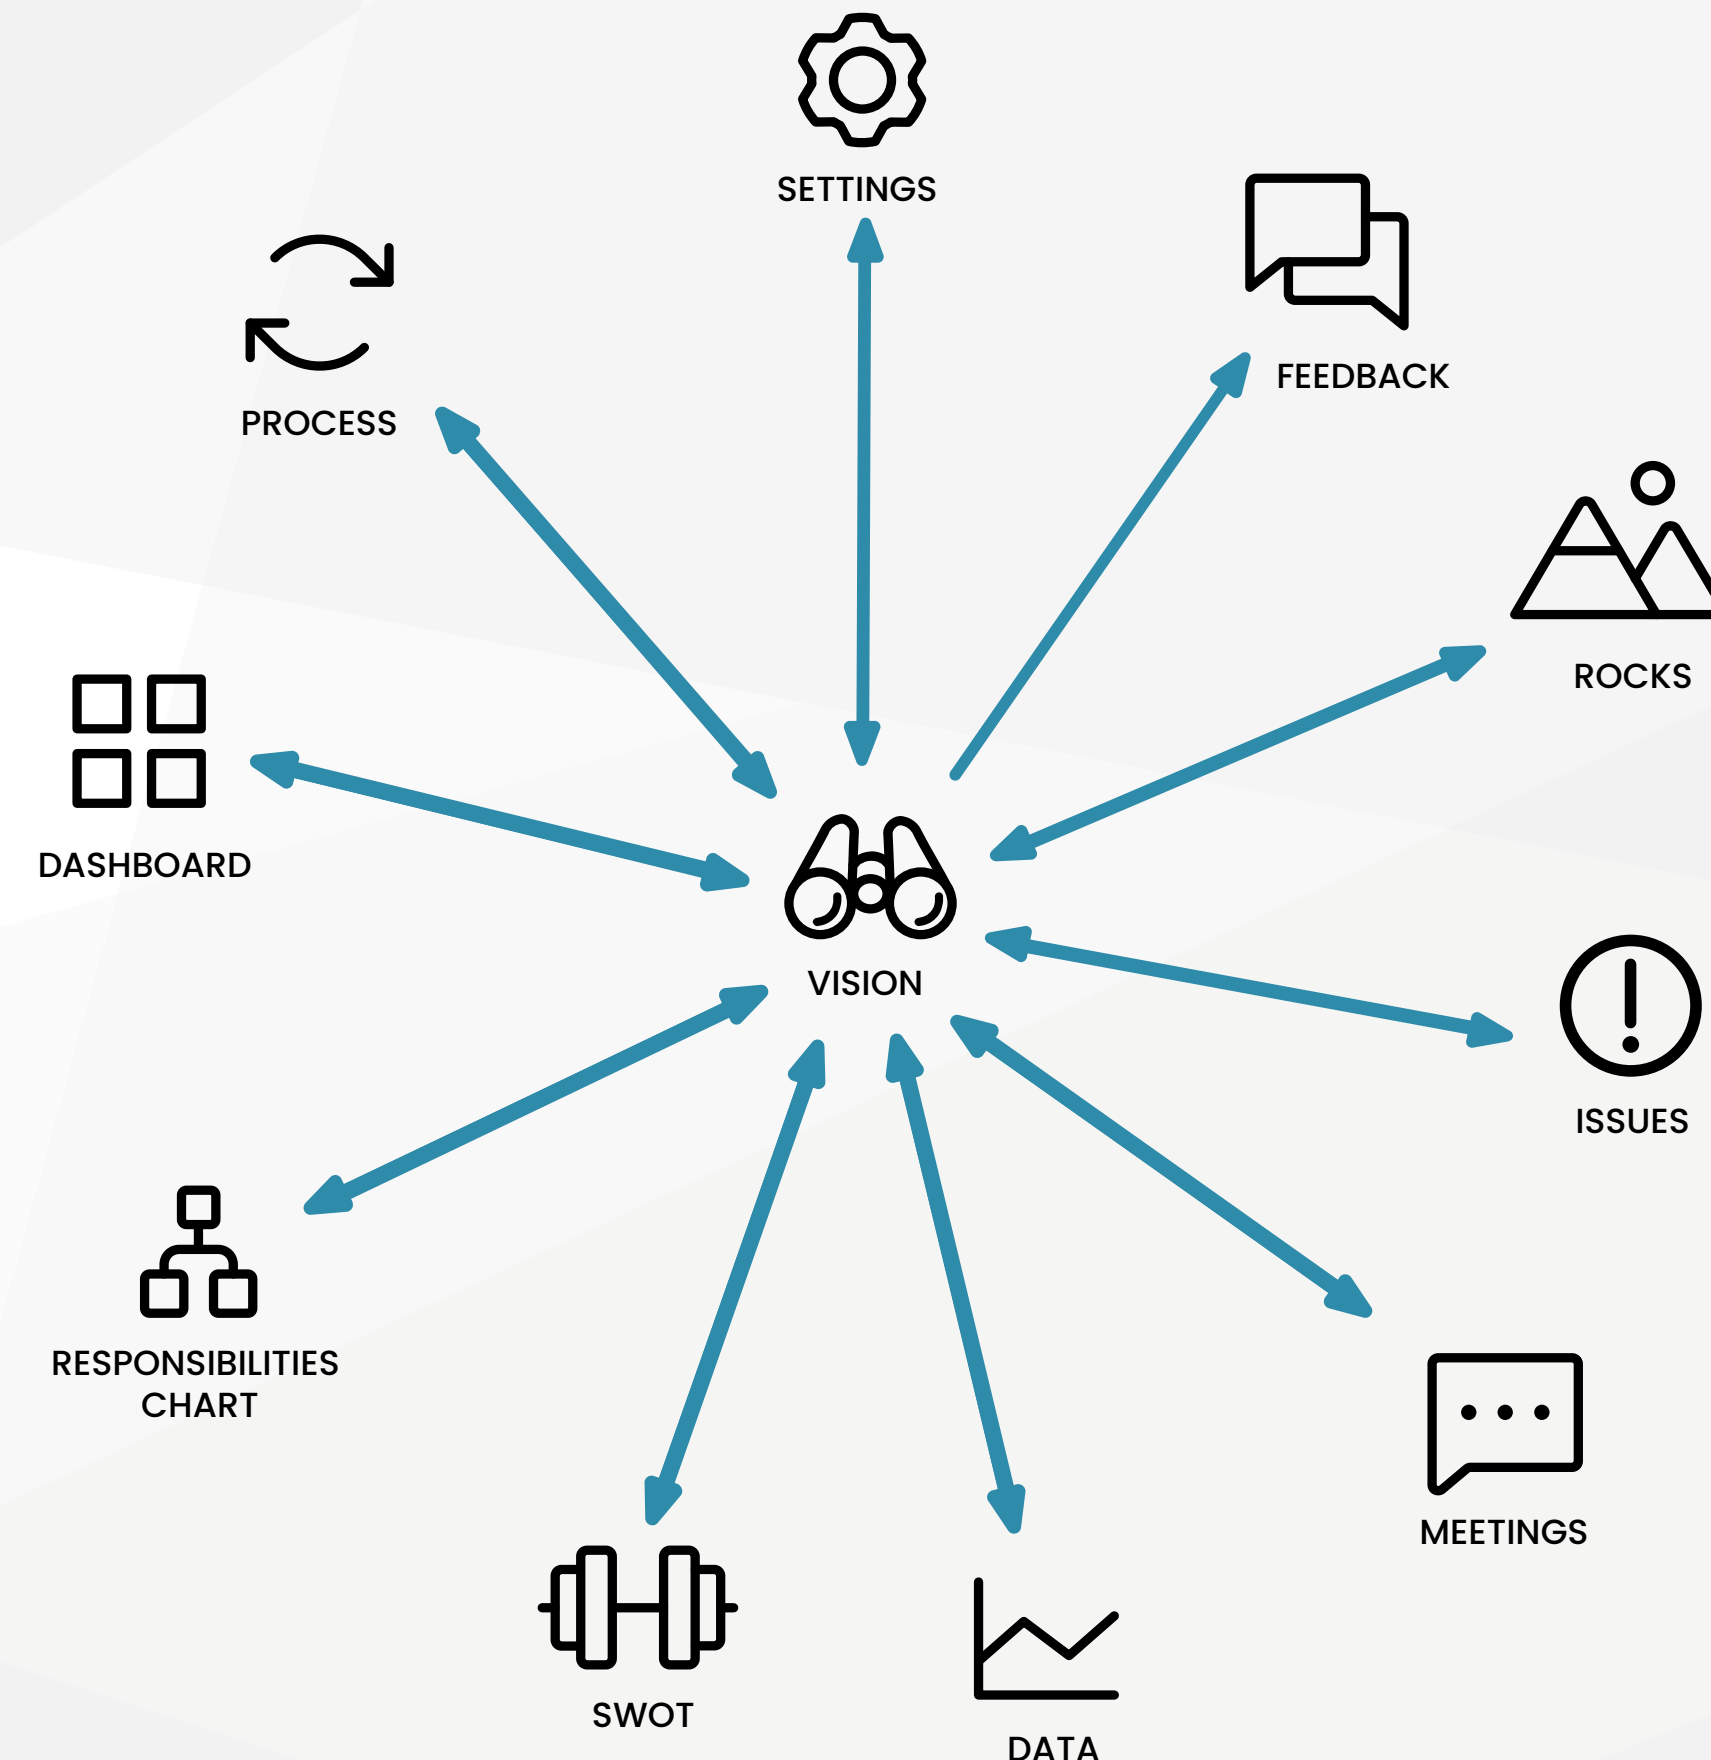 SETTINGS
FEEDBACK
PROCESS
ROCKS
DASHBOARD
VISION
ISSUES
RESPONSIBILITIES
CHART
MEETINGS
SWOT
DATA